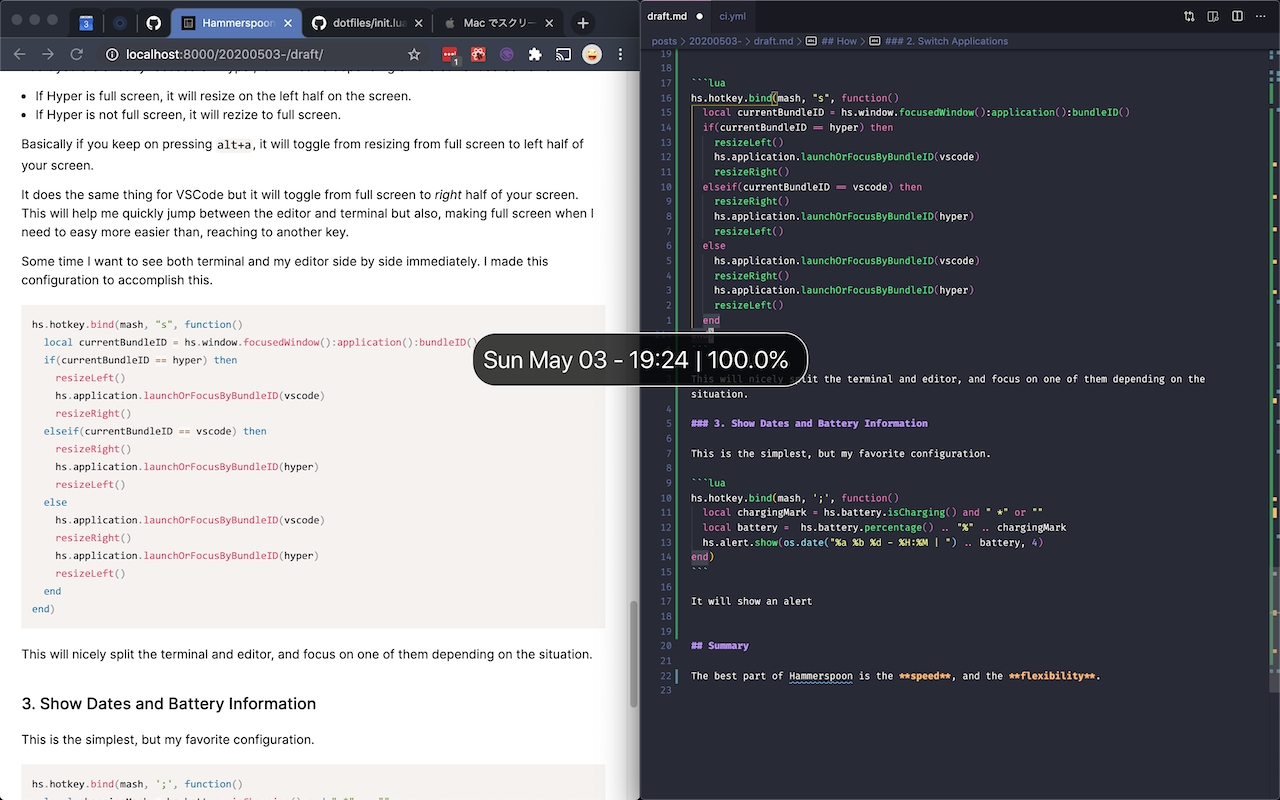 3
Hammerspoon
dotfiles/init.lua
Mac でスクリー
localhost:8000/20200503-/draft/
1
If Hyper is full screen, it will resize on the left half on the screen.
If Hyper is not full screen, it will rezize to full screen.
Basically if you keep on pressing alt+a, it will toggle from resizing from full screen to left half of
your screen.
It does the same thing for VSCode but it will toggle from full screen to right half of your screen.
This will help me quickly jump between the editor and terminal but also, making full screen when I
need to easy more easier than, reaching to another key.
Some time I want to see both terminal and my editor side by side immediately. I made this
configuration to accomplish this.
hs.hotkey.bind(mash, "s", function()
local currentBundleID = hs.window.focusedWindow():application():bundleID()
if(currentBundleID == hyper) then
resizeLeft()
hs.application.launchOrFocusByBundleID(vscode)
resizeRight()
elseif(currentBundleID == vscode) then
resizeRight()
hs.application.launchOrFocusByBundleID(hyper)
resizeLeft()
else
hs.application.launchOrFocusByBundleID(vscode)
resizeRight()
hs.application.launchOrFocusByBundleID(hyper)
resizeLeft()
end
end)
This will nicely split the terminal and editor, and focus on one of them depending on the situation.
3. Show Dates and Battery Information
This is the simplest, but my favorite configuration.
hs.hotkey.bind(mash, ';', function()
Sun May 03 - 19:24 | 100.0%
draft.md ● ci.yml
posts > 20200503- > draft.md > ## How > ### 2. Switch Applications
19
18
17 ```lua
16 hs.hotkey.bind(mash, "s", function()
15 local currentBundleID = hs.window.focusedWindow():application():bundleID()
14 if(currentBundleID == hyper) then
13 resizeLeft()
12 hs.application.launchOrFocusByBundleID(vscode)
11 resizeRight()
10 elseif(currentBundleID == vscode) then
9 resizeRight()
8 hs.application.launchOrFocusByBundleID(hyper)
7 resizeLeft()
6 else
5 hs.application.launchOrFocusByBundleID(vscode)
4 resizeRight()
3 hs.application.launchOrFocusByBundleID(hyper)
2 resizeLeft()
1 end
This will nicely split the terminal and editor, and focus on one of them depending on the
situation.
4
5 ### 3. Show Dates and Battery Information
6
7 This is the simplest, but my favorite configuration.
8
9 ```lua
10 hs.hotkey.bind(mash, ';', function()
11 local chargingMark = hs.battery.isCharging() and " *" or ""
12 local battery = hs.battery.percentage() .. "%" .. chargingMark
13 hs.alert.show(os.date("%a %b %d - %H:%M | ") .. battery, 4)
14 end)
15 ```
16
17 It will show an alert
18
19
20 ## Summary
21
22 The best part of Hammerspoon is the **speed**, and the **flexibility**.
23